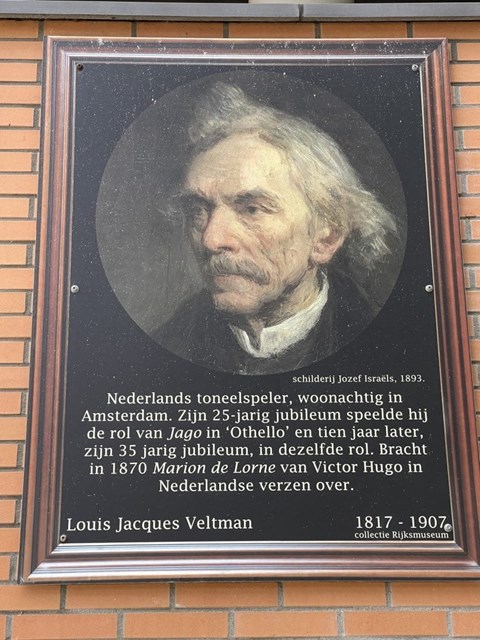 schilderij Jozef Israëls, 1893.
Nederlands toneelspeler, woonachtig in
Amsterdam. Zijn 25-jarig jubileum speelde hij
de rol van Jago in ‘Othello’ en tien jaar later,
zijn 35 jarig jubileum, in dezelfde rol. Bracht
in 1870 Marion de Lorne van Victor Hugo in
Nederlandse verzen over.
Louis Jacques Veltman
1817 - 1907
collectie Rijksmuseum